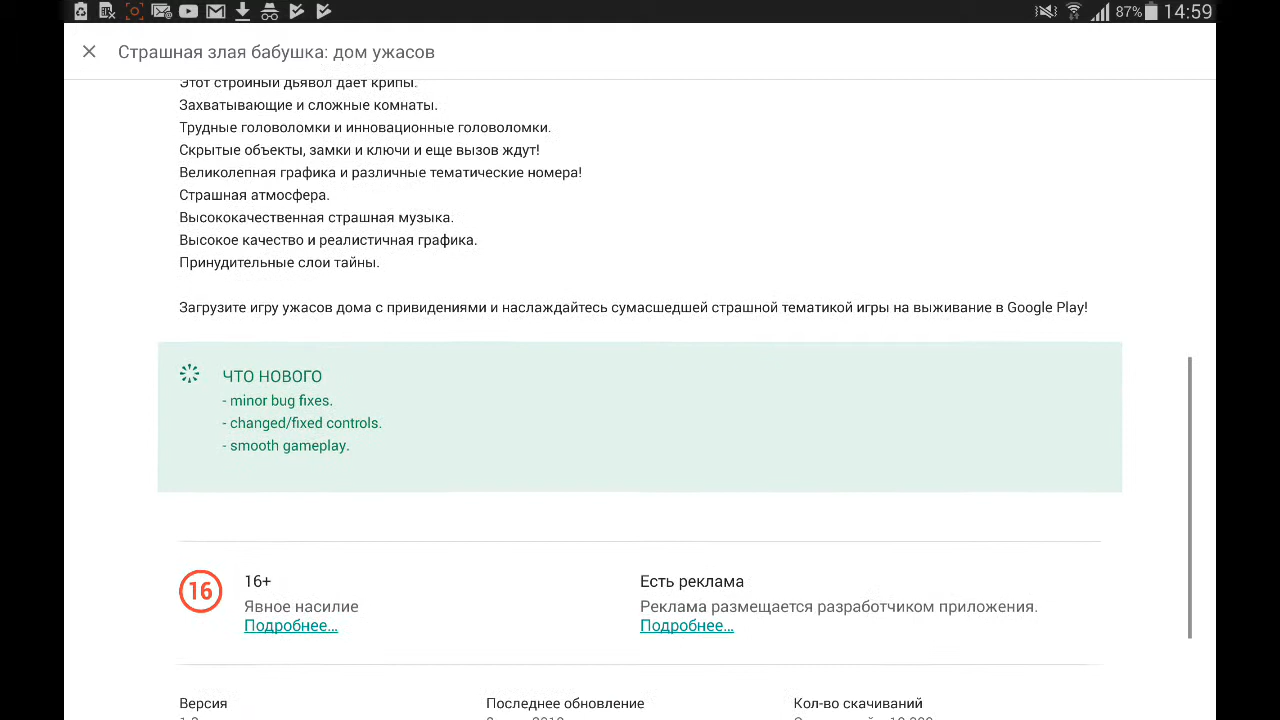 87% 14:59
Страшная злая бабушка: дом ужасов
Этот стройный дьявол дает крипы.
Захватывающие и сложные комнаты.
Трудные головоломки и инновационные головоломки.
Скрытые объекты, замки и ключи и еще вызов ждут!
Великолепная графика и различные тематические номера!
Страшная атмосфера.
Высококачественная страшная музыка.
Высокое качество и реалистичная графика.
Принудительные слои тайны.
Загрузите игру ужасов дома с привидениями и наслаждайтесь сумасшедшей страшной тематикой игры на выживание в Google Play!
ЧТО НОВОГО
- minor bug fixes.
- changed/fixed controls.
- smooth gameplay.
16 16+ Есть реклама
Явное насилие Реклама размещается разработчиком приложения.
Подробнее... Подробнее...
Версия Последнее обновление Кол-во скачиваний